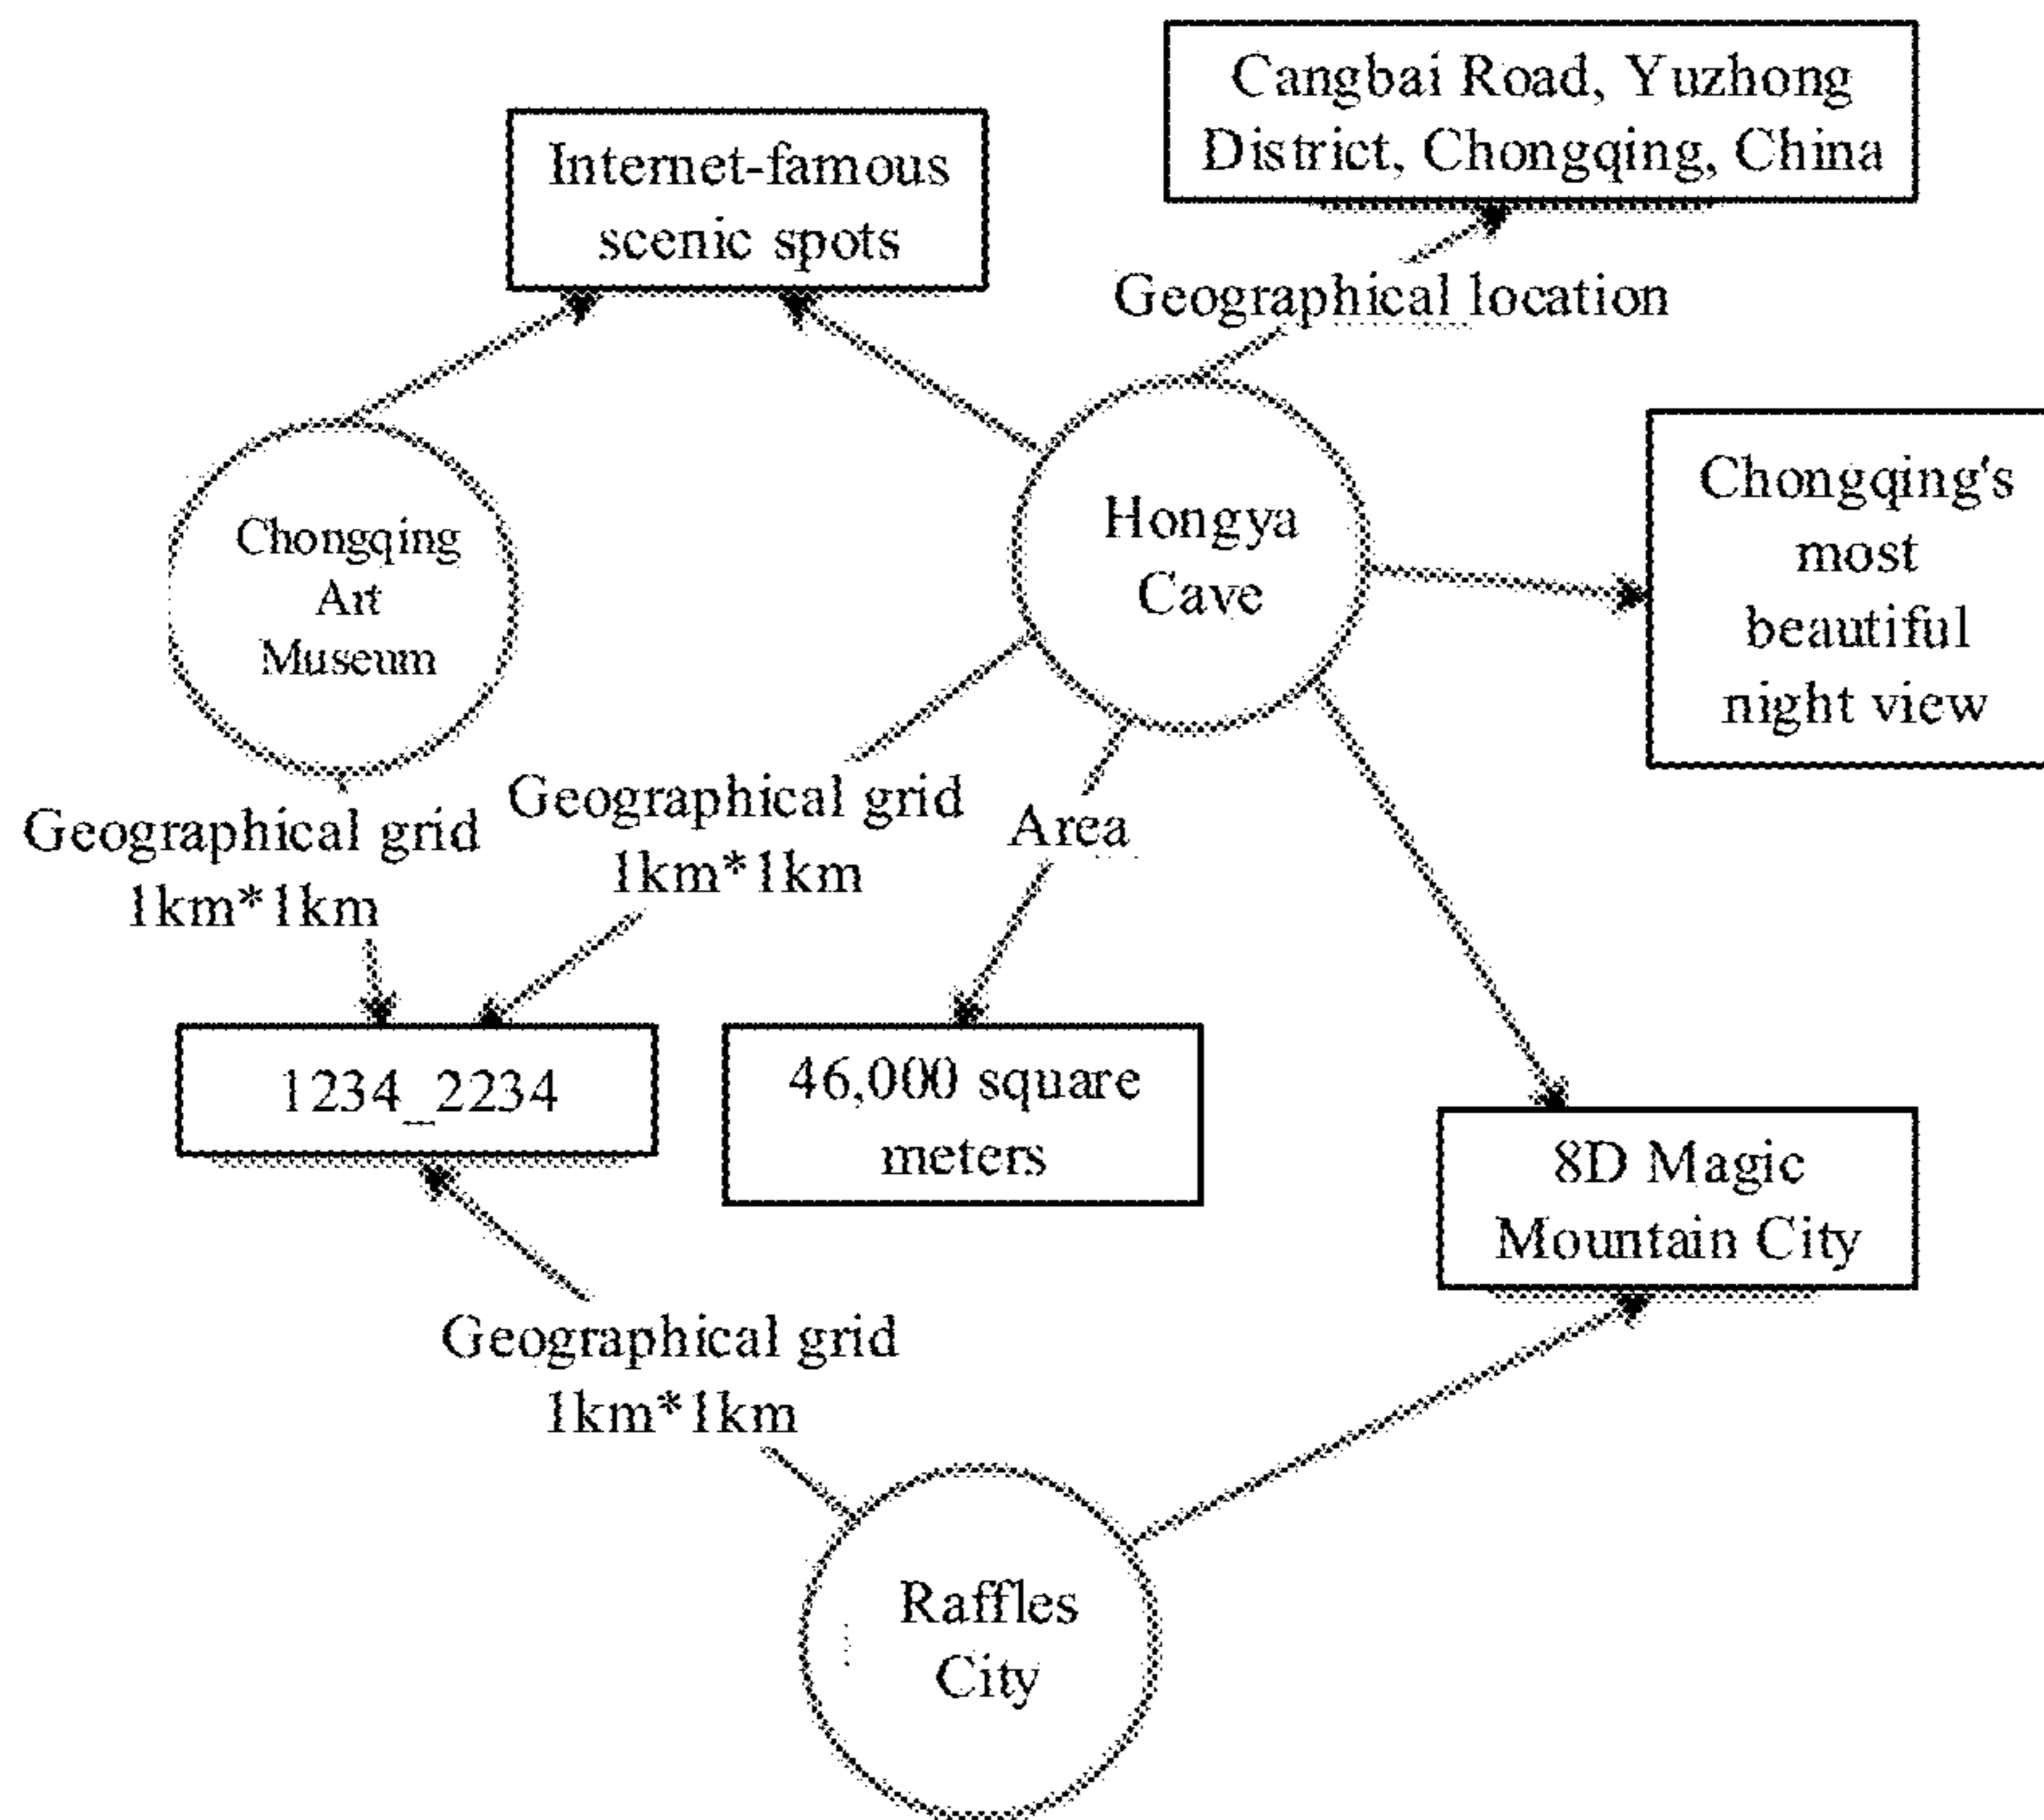 Cangbai Road, Yuzhong
District, Chongqing, China
Internet-famous
scenic spots
Geographical location
Chongqing
Art
Museum
Hongya
Cave
Chongqing's
most
beautiful
night view
Geographical grid
1km*1km
Geographical grid
1km*1km
Area
1234_2234
46,000 square
meters
8D Magic
Mountain City
Geographical grid
1km*1km
Raffles
City